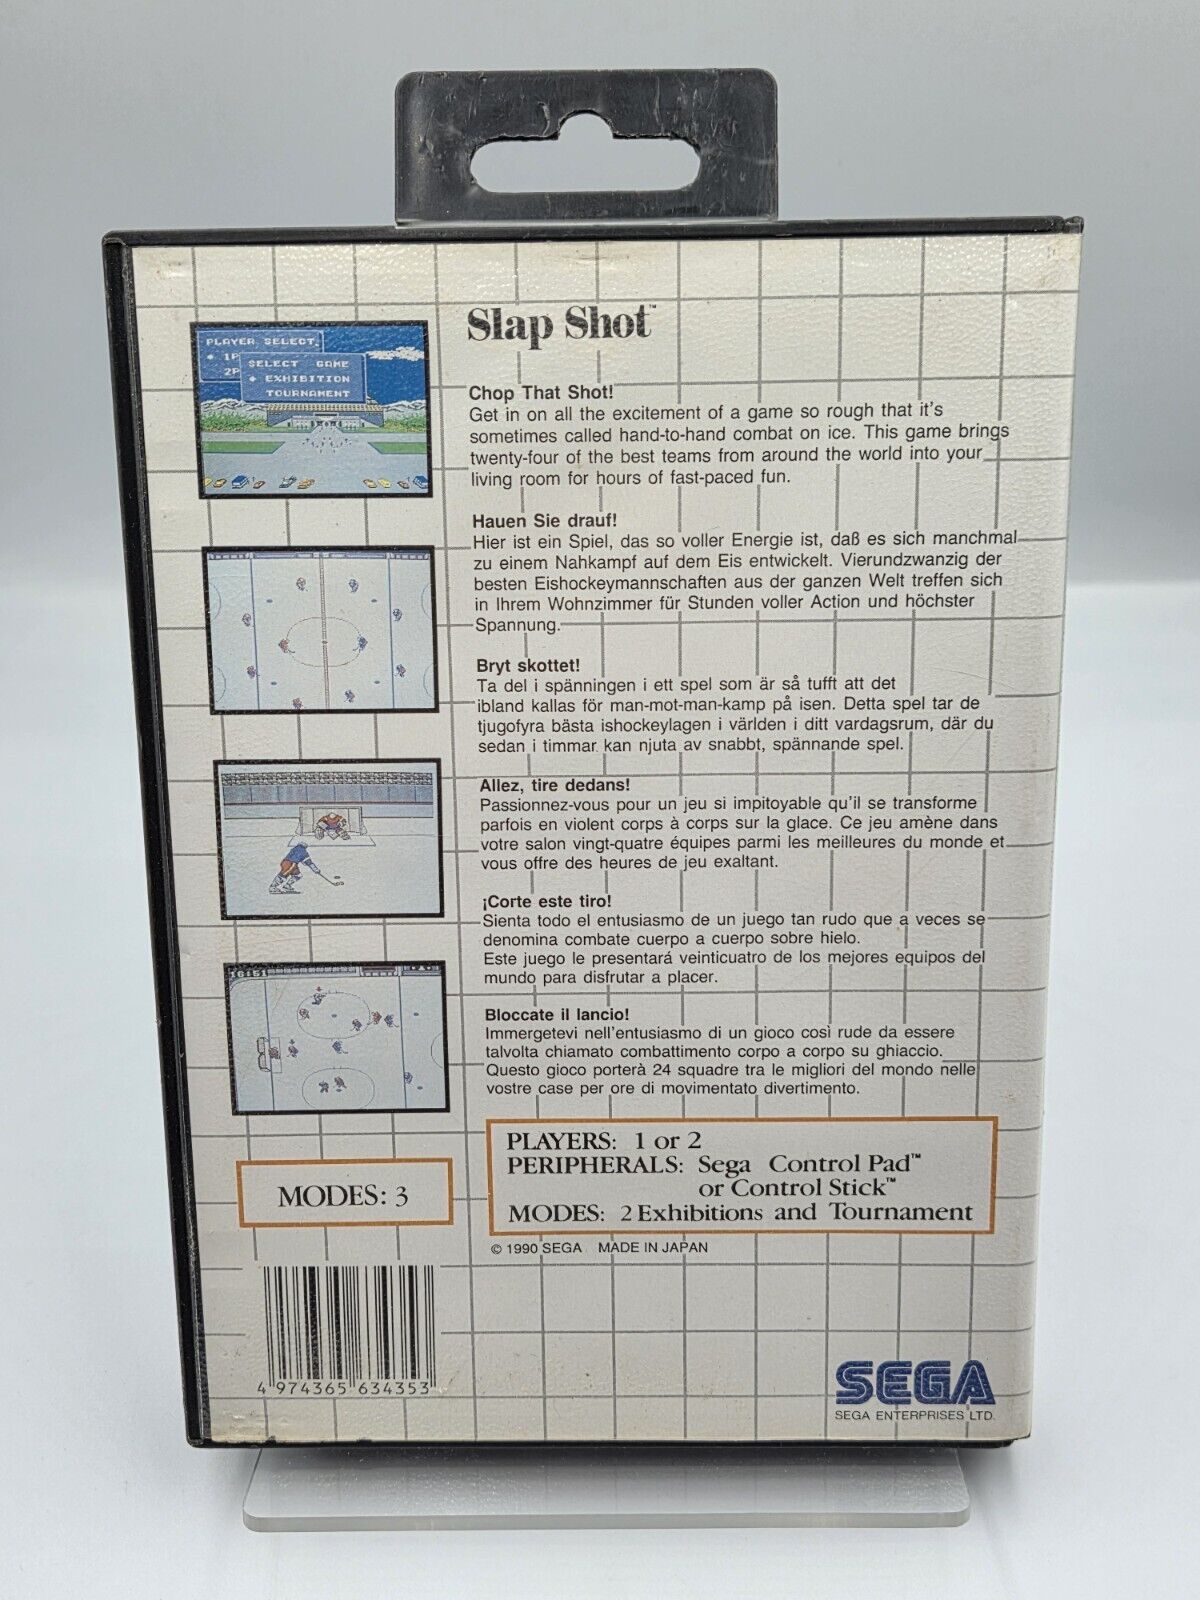 Slap Shot™
PLAYER SELECT.
1P
2P
SELECT GAME
EXHIBITION
TOURNAMENT
Chop That Shot!
Get in on all the excitement of a game so rough that it's
sometimes called hand-to-hand combat on ice. This game brings
twenty-four of the best teams from around the world into your
living room for hours of fast-paced fun.
Hauen Sie drauf!
Hier ist ein Spiel, das so voller Energie ist, daß es sich manchmal
zu einem Nahkampf auf dem Eis entwickelt. Vierundzwanzig der
besten Eishockeymannschaften aus der ganzen Welt treffen sich
in Ihrem Wohnzimmer für Stunden voller Action und höchster
Spannung.
Bryt skottet!
Ta del i spänningen i ett spel som är så tufft att det
ibland kallas för man-mot-man-kamp på isen. Detta spel tar de
tjugofyra bästa ishockeylagen i världen i ditt vardagsrum, där du
sedan i timmar kan njuta av snabbt, spännande spel.
Allez, tire dedans!
Passionnez-vous pour un jeu si impitoyable qu'il se transforme
parfois en violent corps à corps sur la glace. Ce jeu amène dans
votre salon vingt-quatre équipes parmi les meilleures du monde et
vous offre des heures de jeu exaltant.
¡Corte este tiro!
Sienta todo el entusiasmo de un juego tan rudo que a veces se
denomina combate cuerpo a cuerpo sobre hielo.
Este juego le presentará veinticuatro de los mejores equipos del
mundo para disfrutar a placer.
16:51
Bloccate il lancio!
Immergetevi nell'entusiasmo di un gioco così rude da essere
talvolta chiamato combattimento corpo a corpo su ghiaccio.
Questo gioco porterà 24 squadre tra le migliori del mondo nelle
vostre case per ore di movimentato divertimento.
MODES: 3
PLAYERS: 1 or 2
PERIPHERALS: Sega Control Pad™
or Control Stick™
MODES: 2 Exhibitions and Tournament
© 1990 SEGA MADE IN JAPAN
4 974365 634353
SEGA
SEGA ENTERPRISES LTD.